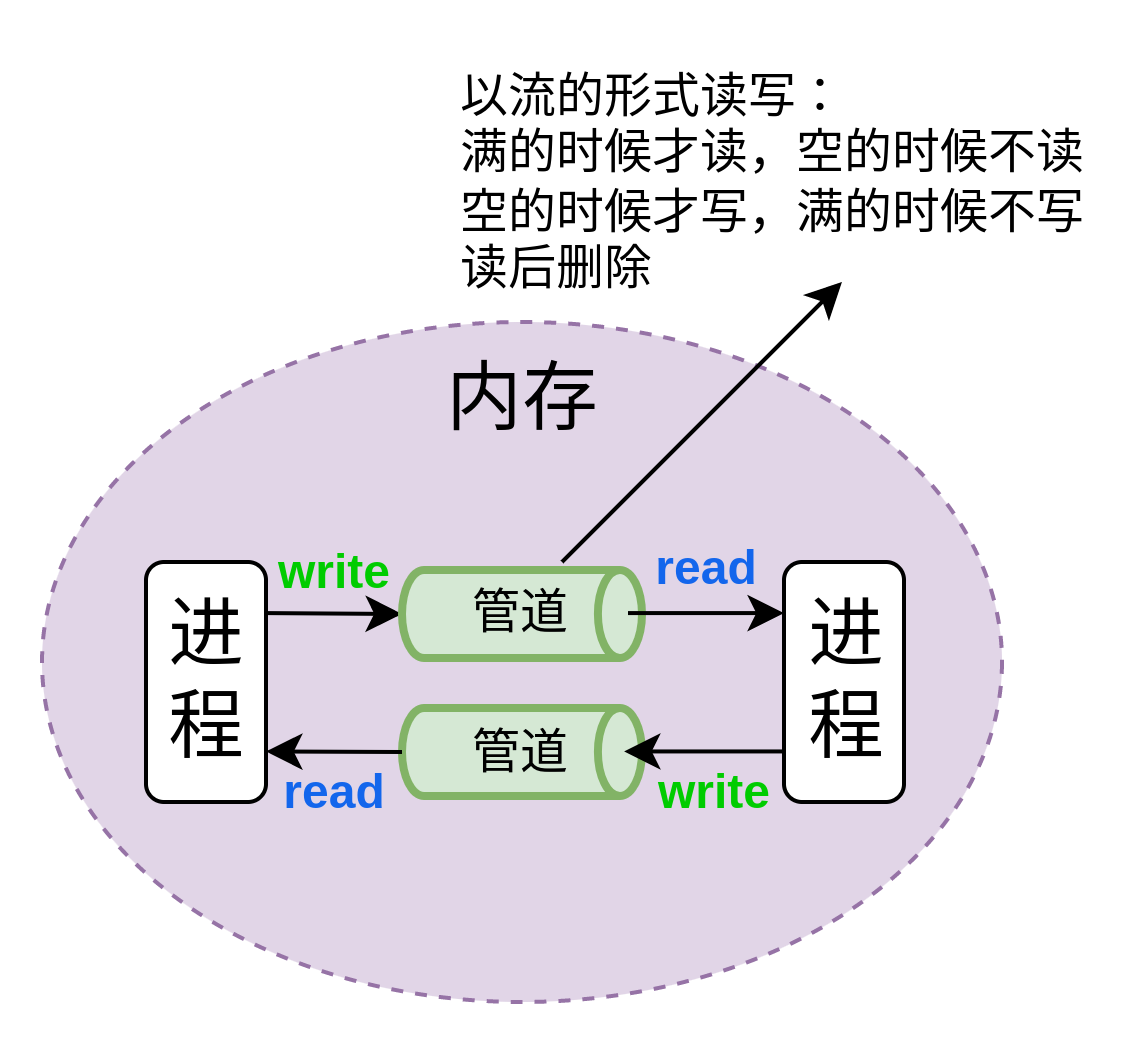 以流的形式读写：
满的时候才读，空的时候不读
空的时候才写，满的时候不写
读后删除
内存
write
read
进
程
管道
进
程
管道
read
write